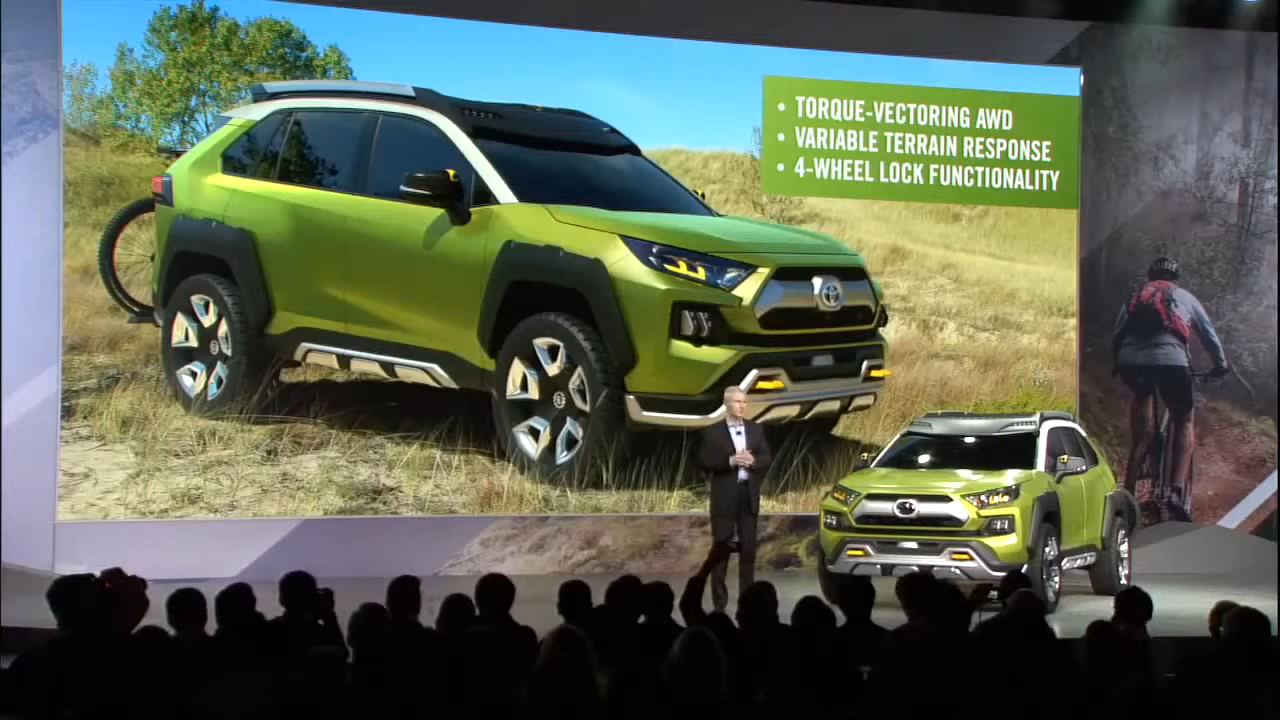 • TORQUE-VECTORING AWD
• VARIABLE TERRAIN RESPONSE
• 4-WHEEL LOCK FUNCTIONALITY